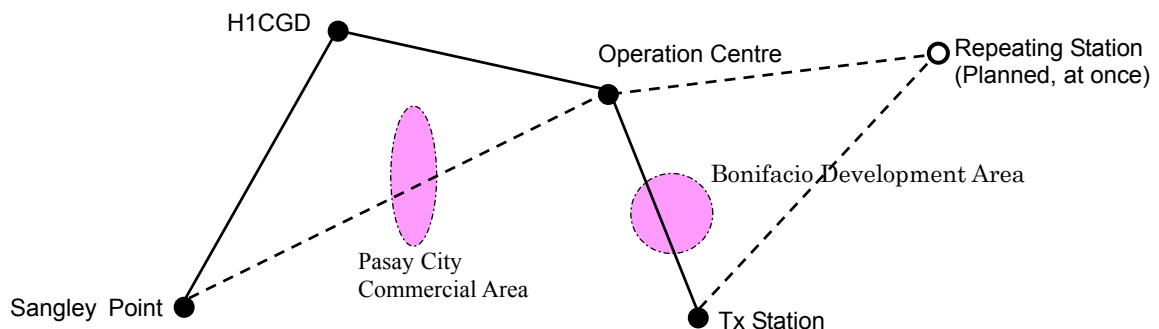 H1CGD
Operation Centre
Repeating Station
(Planned, at once)
Bonifacio Development Area
Pasay City
Commercial Area
Sangley Point
Tx Station